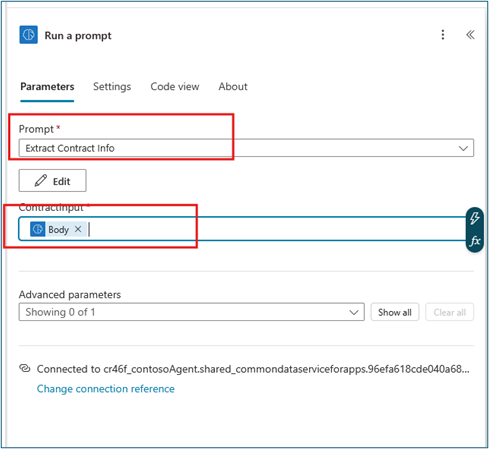 Run a prompt
Parameters Settings Code view About
Prompt *
Extract Contract Info
Edit
ContractInput *
Body ×
fx
Advanced parameters
Showing 0 of 1 Show all Clear all
Connected to cr46f_contosoAgent.shared_commondataserviceforapps.96efa618cde040a68...
Change connection reference